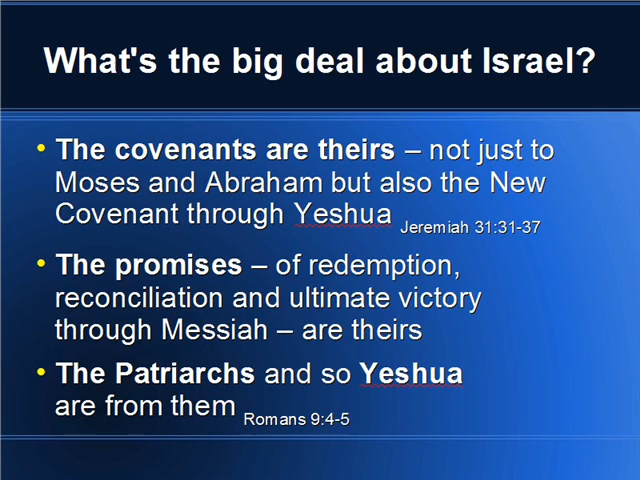 What's the big deal about Israel?
• The covenants are theirs – not just to
Moses and Abraham but also the New
Covenant through Yeshua Jeremiah 31:31-37
• The promises – of redemption,
reconciliation and ultimate victory
through Messiah – are theirs
• The Patriarchs and so Yeshua
are from them Romans 9:4-5